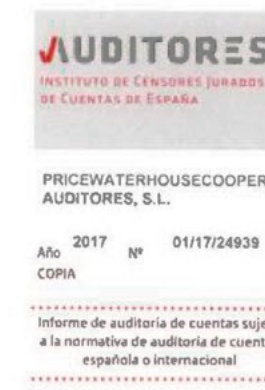 AUDITORES
INSTITUTO DE CENSORES JURADOS
DE CUENTAS DE ESPAÑA
PRICEWATERHOUSECOOPER
AUDITORES, S.L.
Año 2017 Nº 01/17/24939
COPIA
Informe de auditoría de cuentas suje
a la normativa de auditoría de cuent
española o internacional